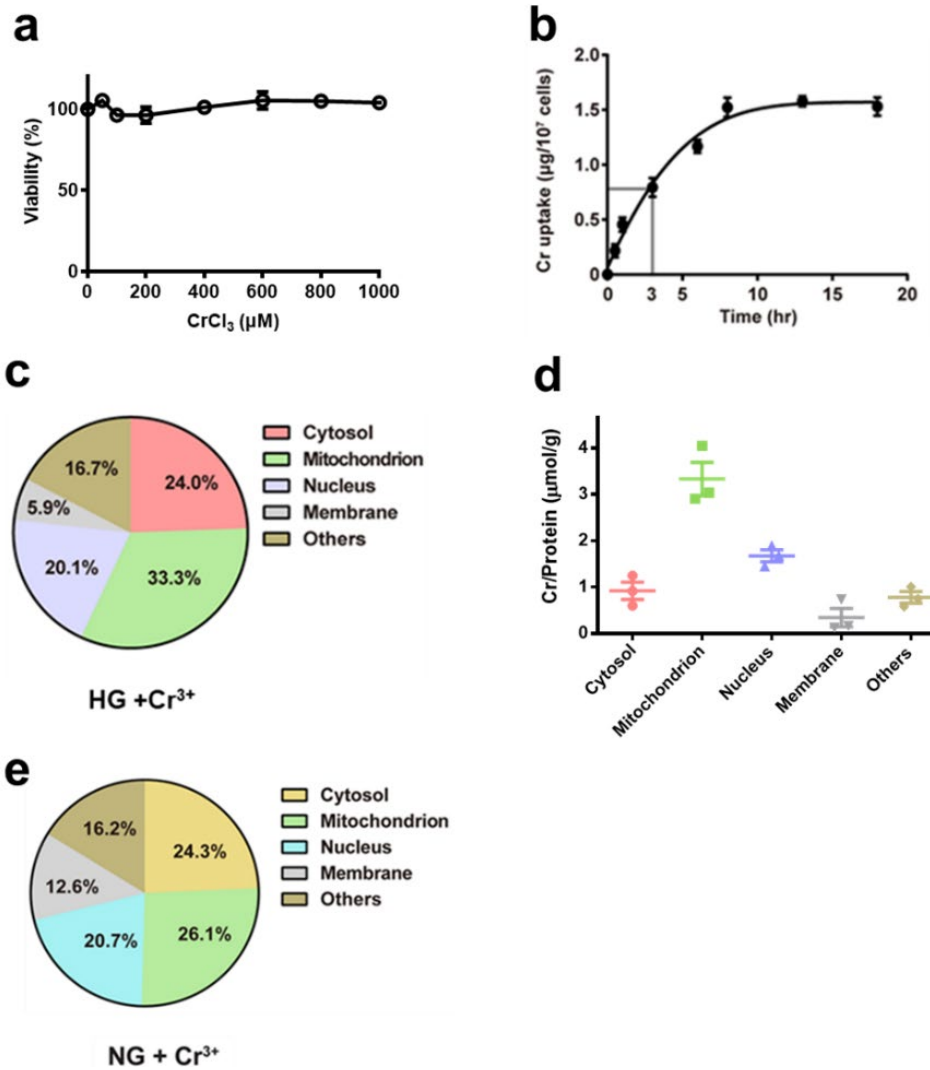 a
Viability (%)
100
50
0
0 200 400 600 800 1000
CrCl₃ (µM)
b
Cr uptake (µg/10⁷ cells)
2.0
1.5
1.0
0.5
0
0 3 5 10 15 20
Time (hr)
c
16.7%
24.0%
5.9%
20.1%
33.3%
Cytosol
Mitochondrion
Nucleus
Membrane
Others
HG +Cr³⁺
d
Cr/Protein (µmol/g)
4
3
2
1
0
Cytosol
Mitochondrion
Nucleus
Membrane
Others
e
16.2%
24.3%
12.6%
20.7%
26.1%
Cytosol
Mitochondrion
Nucleus
Membrane
Others
NG + Cr³⁺